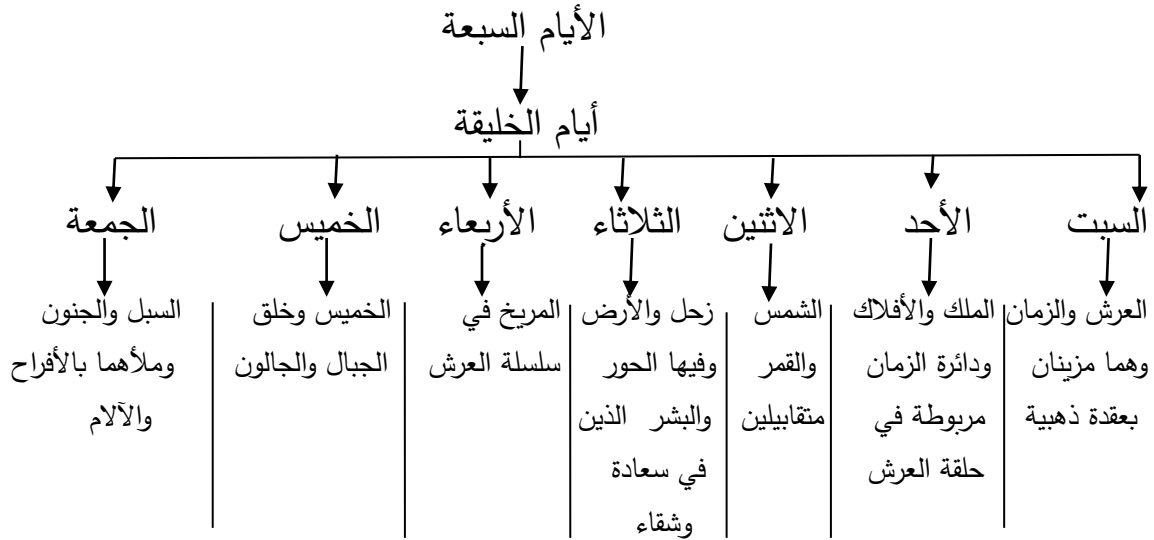 الأيام السبعة
أيام الخليقة
السبت
الأحد
الاثنين
الثلاثاء
الأربعاء
الخميس
الجمعة
العرش والزمان
وهما مزينان
بعقدة ذهبية
الملك والأفلاك
ودائرة الزمان
مربوطة في
حلقة العرش
الشمس
والقمر
متقابيلين
زحل والأرض
وفيها الحور
والبشر الذين
في سعادة
وشقاء
المريخ في
سلسلة العرش
الخميس وخلق
الجبال والجالون
السبل والجنون
وملأهما بالأفراح
والآلام